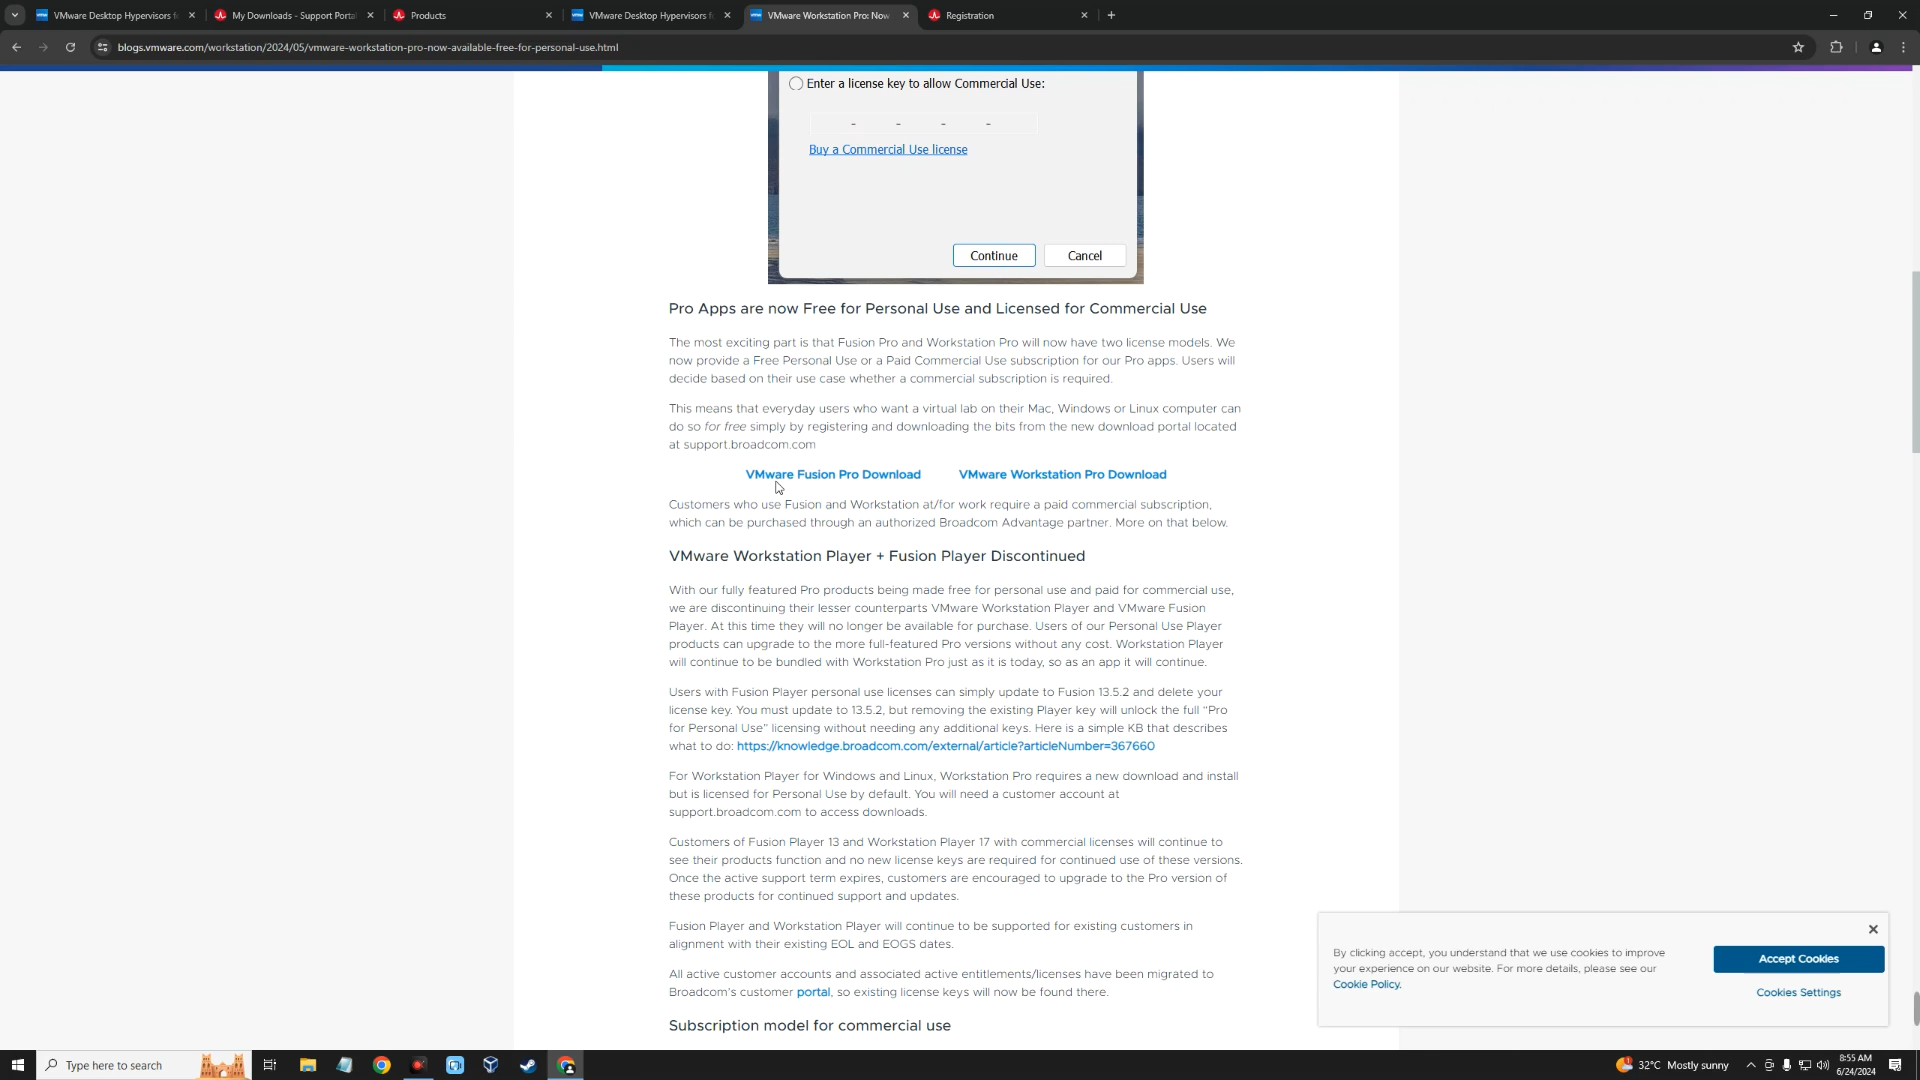 VMware Desktop Hypervisors f
My Downloads - Support Porta
Products
VMware Desktop Hypervisors f
VMware Workstation Pro: Now
Registration
blogs.vmware.com/workstation/2024/05/vmware-workstation-pro-now-available-free-for-personal-use.html
Enter a license key to allow Commercial Use:
- - - -
Buy a Commercial Use license
Continue
Cancel
Pro Apps are now Free for Personal Use and Licensed for Commercial Use
The most exciting part is that Fusion Pro and Workstation Pro will now have two license models. We
now provide a Free Personal Use or a Paid Commercial Use subscription for our Pro apps. Users will
decide based on their use case whether a commercial subscription is required.
This means that everyday users who want a virtual lab on their Mac, Windows or Linux computer can
do so for free simply by registering and downloading the bits from the new download portal located
at support.broadcom.com
VMware Fusion Pro Download
VMware Workstation Pro Download
Customers who use Fusion and Workstation at/for work require a paid commercial subscription,
which can be purchased through an authorized Broadcom Advantage partner. More on that below.
VMware Workstation Player + Fusion Player Discontinued
With our fully featured Pro products being made free for personal use and paid for commercial use,
we are discontinuing their lesser counterparts VMware Workstation Player and VMware Fusion
Player. At this time they will no longer be available for purchase. Users of our Personal Use Player
products can upgrade to the more full-featured Pro versions without any cost. Workstation Player
will continue to be bundled with Workstation Pro just as it is today, so as an app it will continue.
Users with Fusion Player personal use licenses can simply update to Fusion 13.5.2 and delete your
license key. You must update to 13.5.2, but removing the existing Player key will unlock the full “Pro
for Personal Use” licensing without needing any additional keys. Here is a simple KB that describes
what to do: https://knowledge.broadcom.com/external/article?articleNumber=367660
For Workstation Player for Windows and Linux, Workstation Pro requires a new download and install
but is licensed for Personal Use by default. You will need a customer account at
support.broadcom.com to access downloads.
Customers of Fusion Player 13 and Workstation Player 17 with commercial licenses will continue to
see their products function and no new license keys are required for continued use of these versions.
Once the active support term expires, customers are encouraged to upgrade to the Pro version of
these products for continued support and updates.
Fusion Player and Workstation Player will continue to be supported for existing customers in
alignment with their existing EOL and EOGS dates.
All active customer accounts and associated active entitlements/licenses have been migrated to
Broadcom's customer portal, so existing license keys will now be found there.
Subscription model for commercial use
By clicking accept, you understand that we use cookies to improve
your experience on our website. For more details, please see our
Cookie Policy.
Accept Cookies
Cookies Settings
Type here to search
32°C Mostly sunny
8:55 AM
6/24/2024